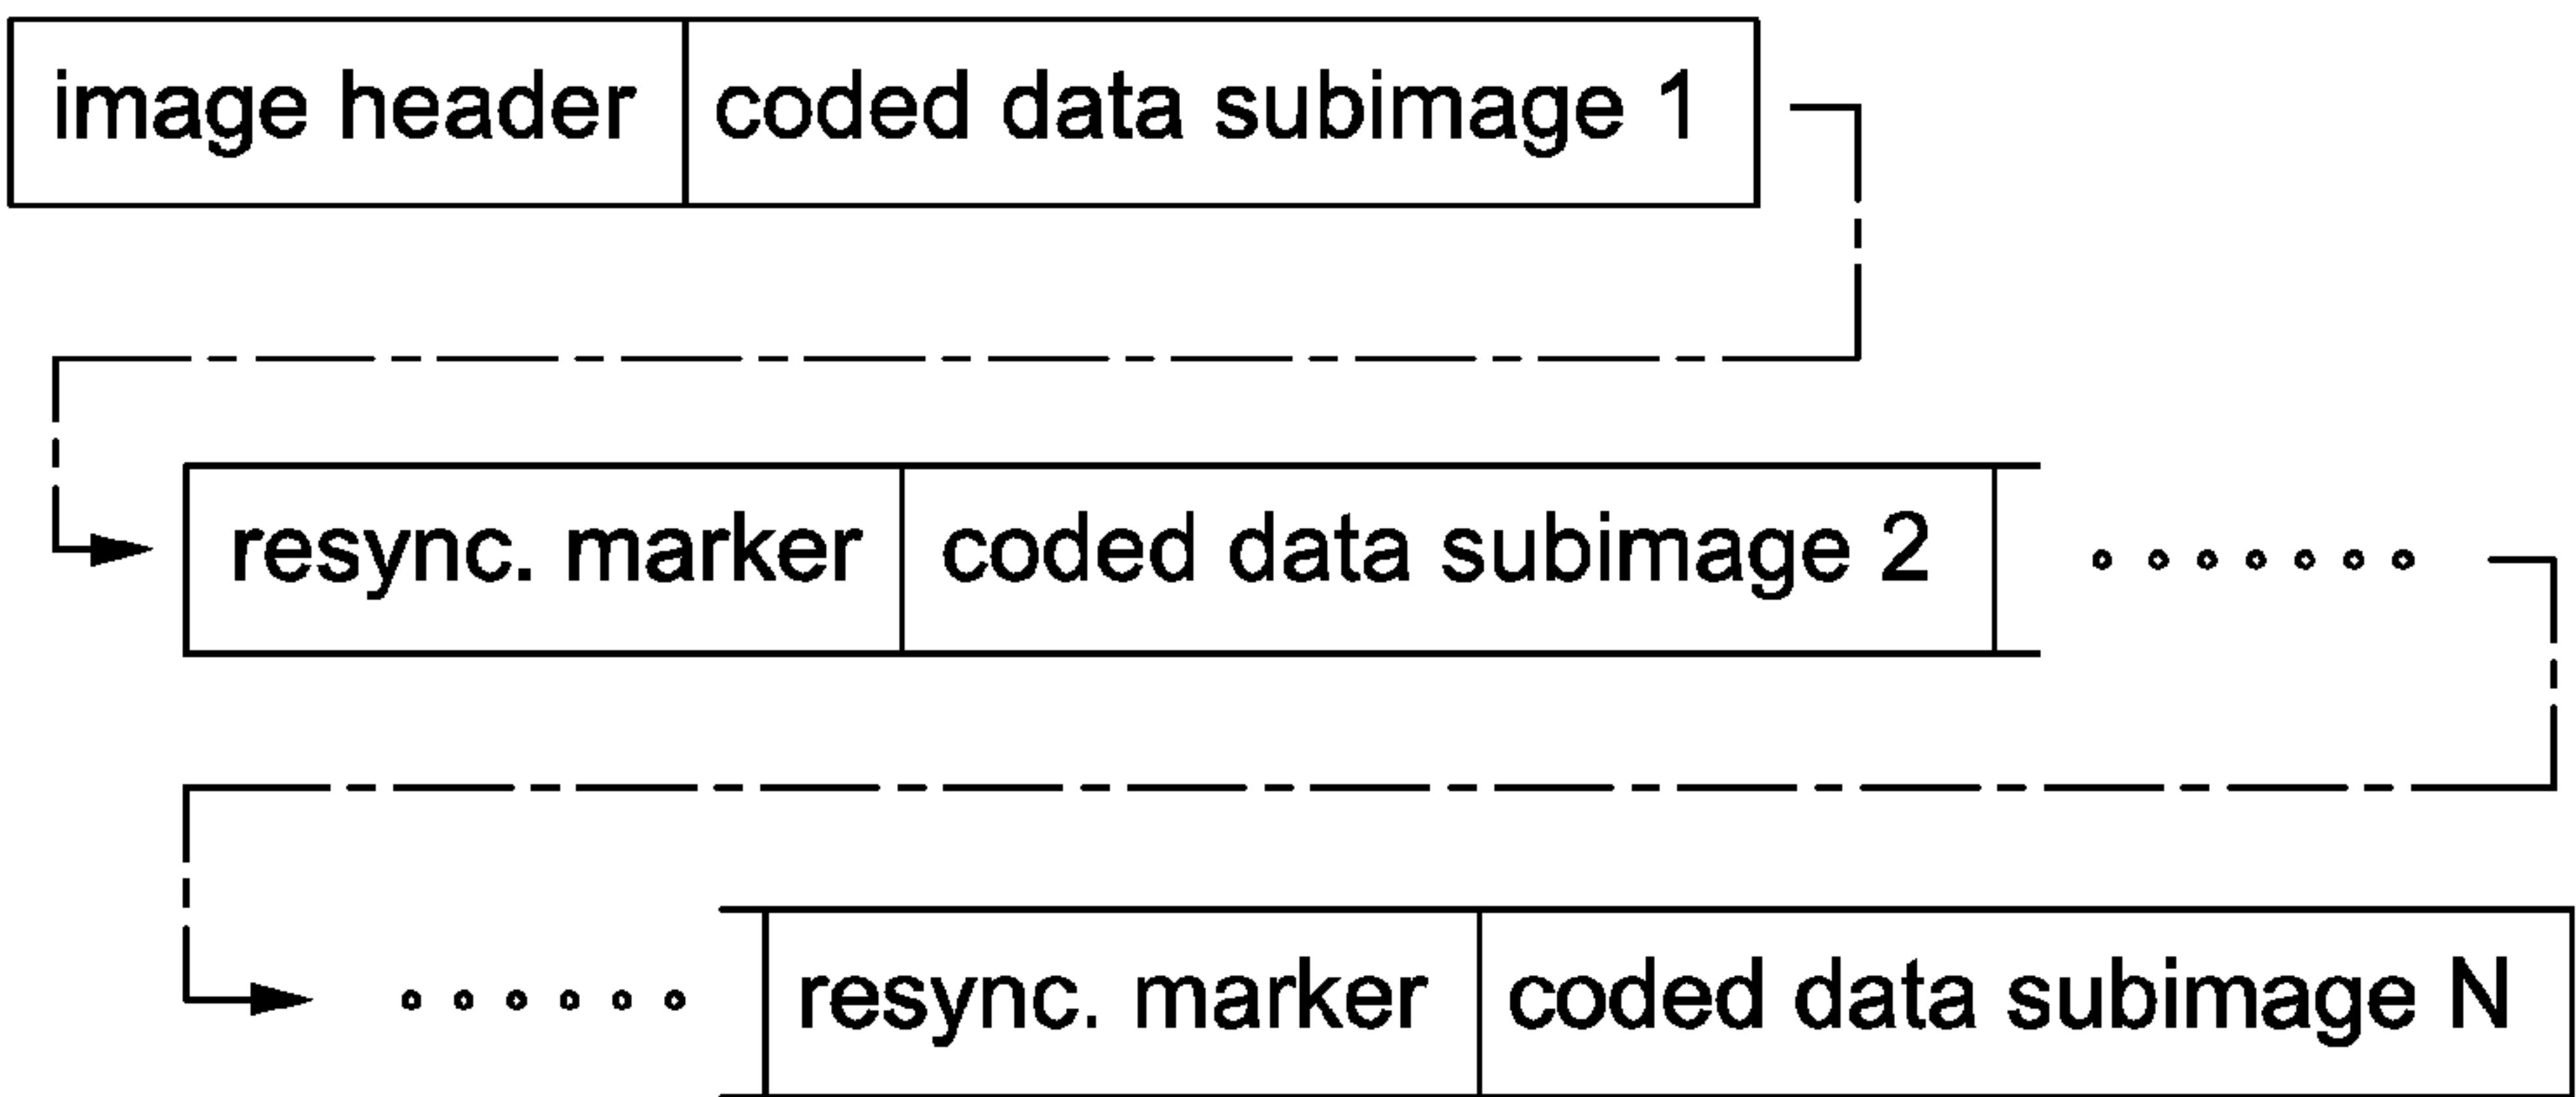 image header coded data subimage 1
resync. marker coded data subimage 2
resync. marker coded data subimage N